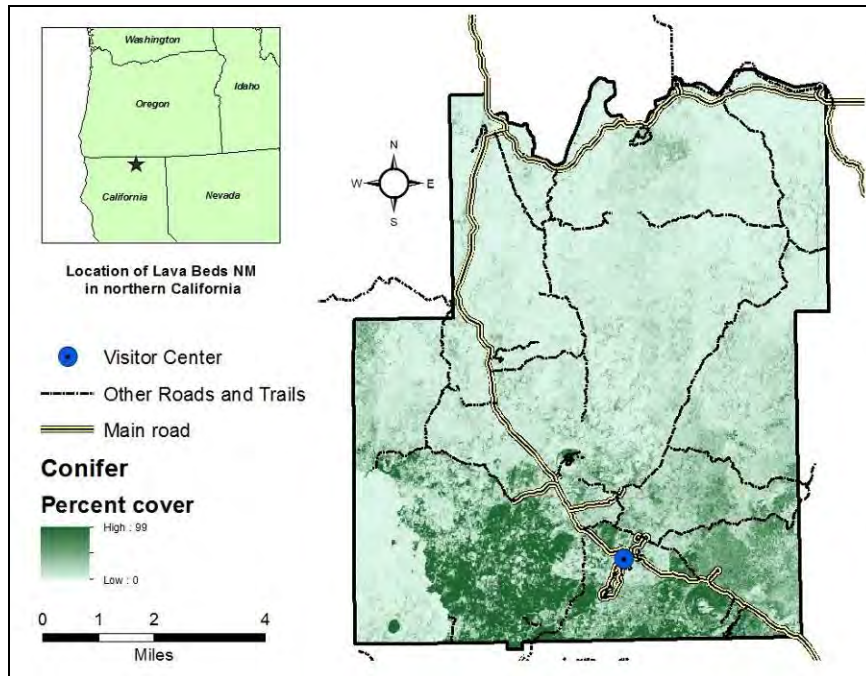 Washington
Oregon
Idaho
California
Nevada
N
W E
S
Location of Lava Beds NM
in northern California
Visitor Center
Other Roads and Trails
Main road
Conifer
Percent cover
High : 99
Low : 0
0 1 2 4
Miles